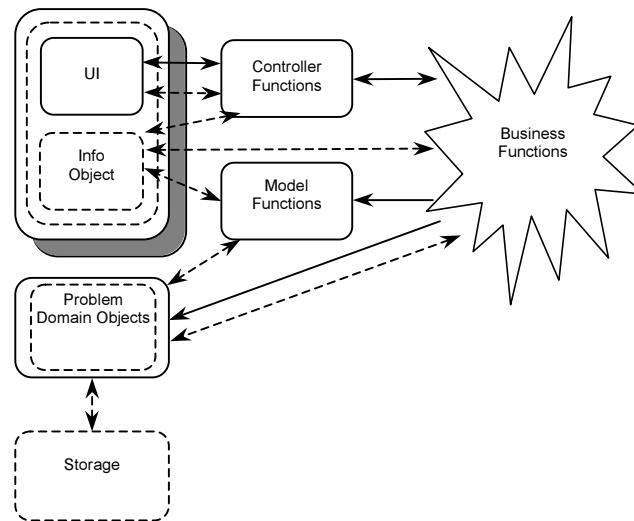 UI
Controller
Functions
Business
Functions
Info
Object
Model
Functions
Problem
Domain Objects
Storage